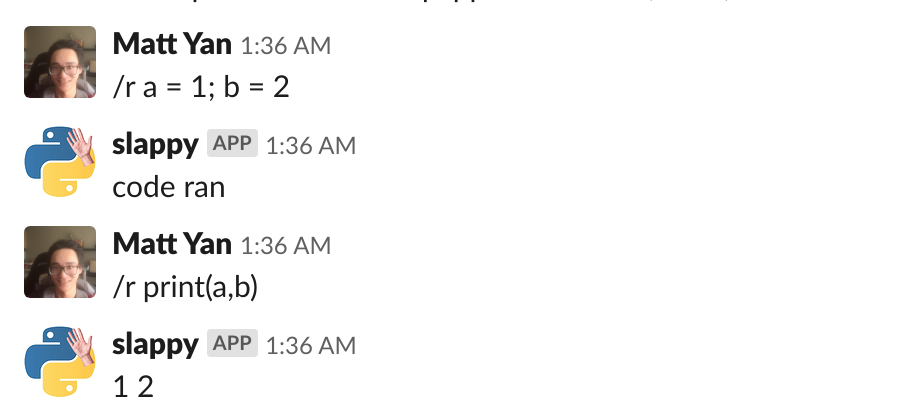 Matt Yan 1:36 AM
/r a = 1; b = 2
slappy APP 1:36 AM
code ran
Matt Yan 1:36 AM
/r print(a,b)
slappy APP 1:36 AM
1 2